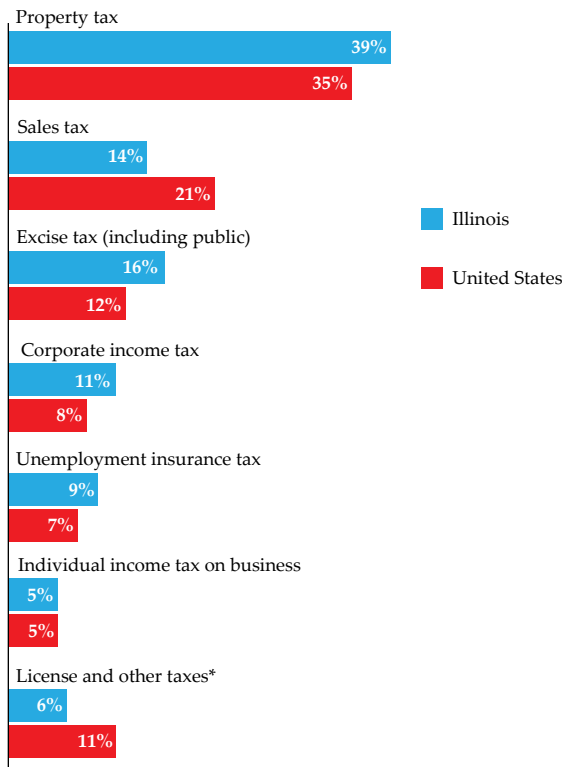 Property tax
39%
35%
Sales tax
14%
21%
Illinois
Excise tax (including public)
16%
United States
12%
Corporate income tax
11%
8%
Unemployment insurance tax
9%
7%
Individual income tax on business
5%
5%
License and other taxes*
6%
11%